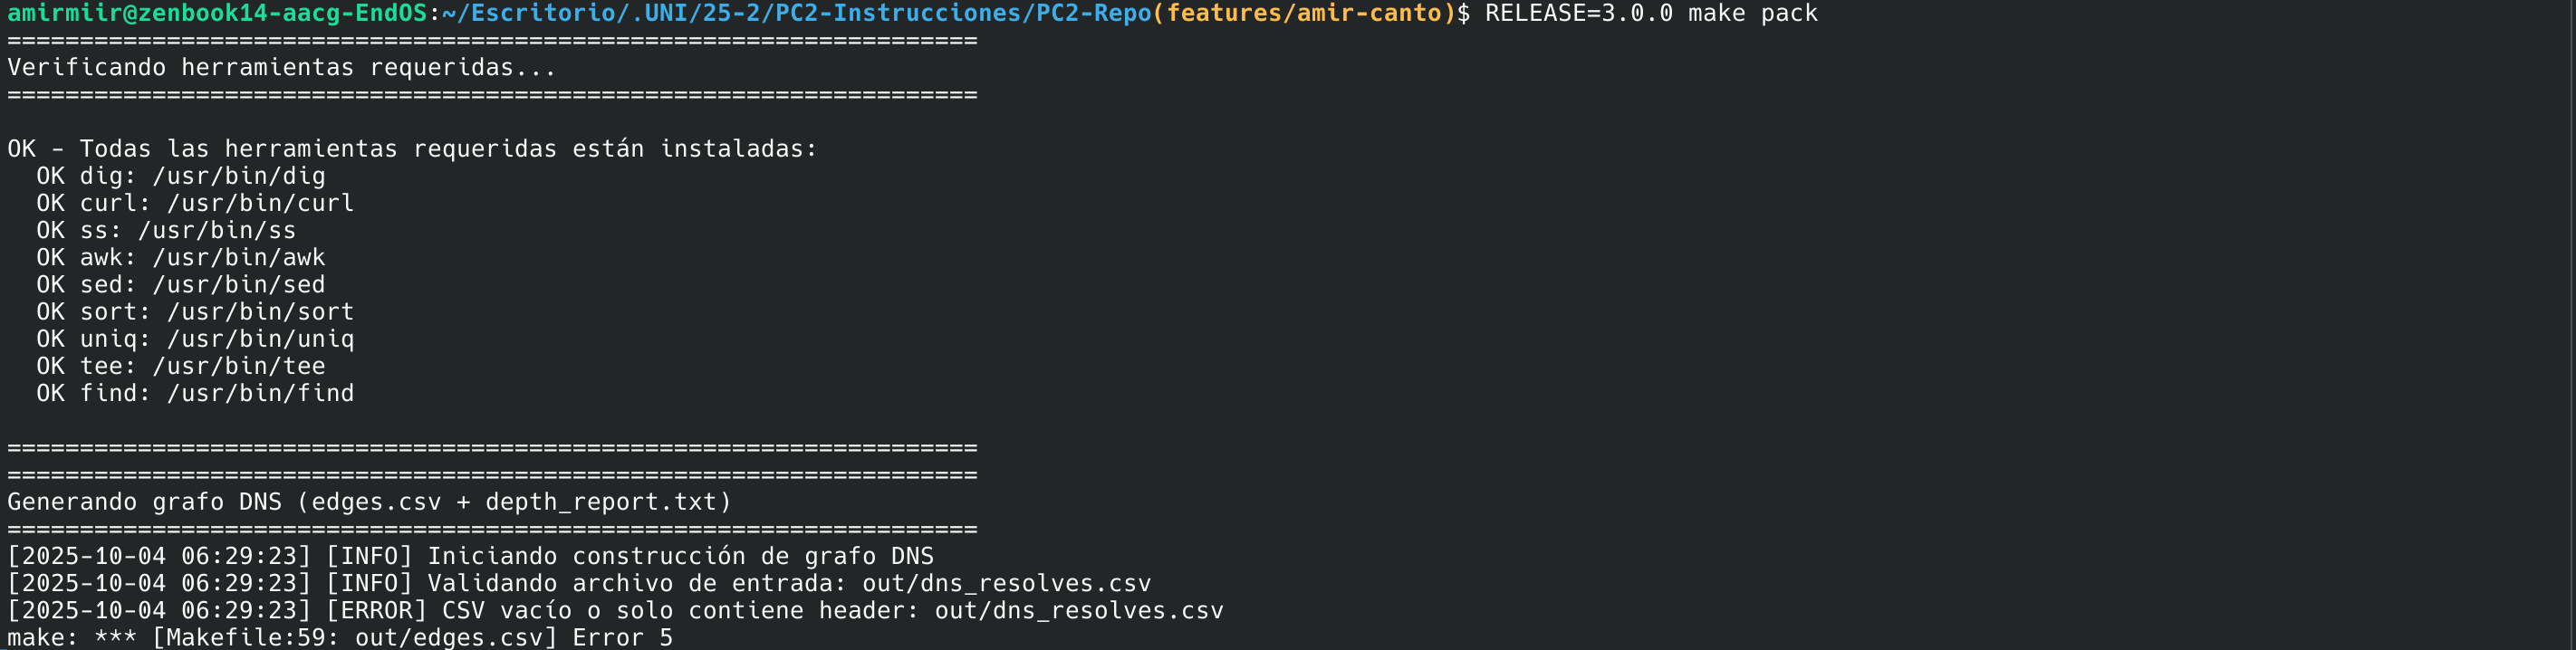 amirmiir@zenbook14-aacg-EndOS:~/Escritorio/.UNI/25-2/PC2-Instrucciones/PC2-Repo(features/amir-canto)$ RELEASE=3.0.0 make pack
===================================================================
Verificando herramientas requeridas...
===================================================================
OK - Todas las herramientas requeridas están instaladas:
  OK dig: /usr/bin/dig
  OK curl: /usr/bin/curl
  OK ss: /usr/bin/ss
  OK awk: /usr/bin/awk
  OK sed: /usr/bin/sed
  OK sort: /usr/bin/sort
  OK uniq: /usr/bin/uniq
  OK tee: /usr/bin/tee
  OK find: /usr/bin/find
===================================================================
===================================================================
Generando grafo DNS (edges.csv + depth_report.txt)
===================================================================
[2025-10-04 06:29:23] [INFO] Iniciando construcción de grafo DNS
[2025-10-04 06:29:23] [INFO] Validando archivo de entrada: out/dns_resolves.csv
[2025-10-04 06:29:23] [ERROR] CSV vacío o solo contiene header: out/dns_resolves.csv
make: *** [Makefile:59: out/edges.csv] Error 5